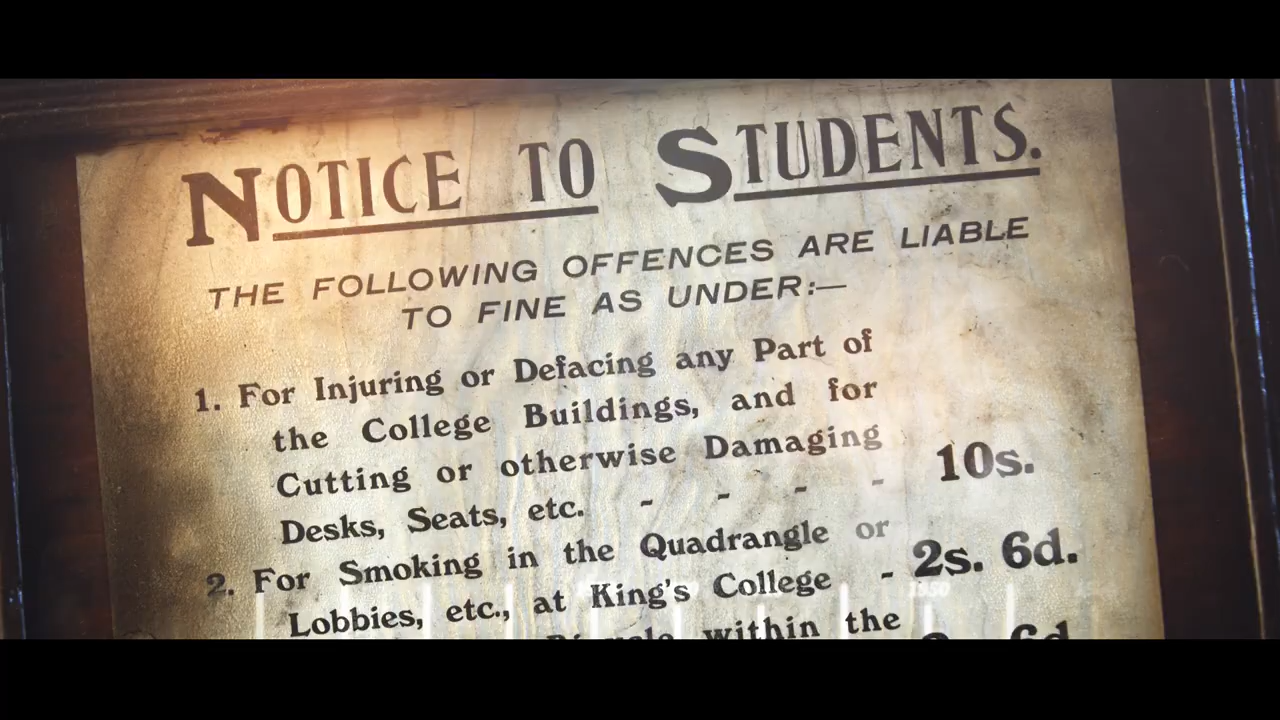 NOTICE TO STUDENTS.
THE FOLLOWING OFFENCES ARE LIABLE
TO FINE AS UNDER:—
1. For Injuring or Defacing any Part of
the College Buildings, and for
Cutting or otherwise Damaging
Desks, Seats, etc. - - - - 10s.
2. For Smoking in the Quadrangle or
Lobbies, etc., at King's College - 2s. 6d.
within the 6d.
1550